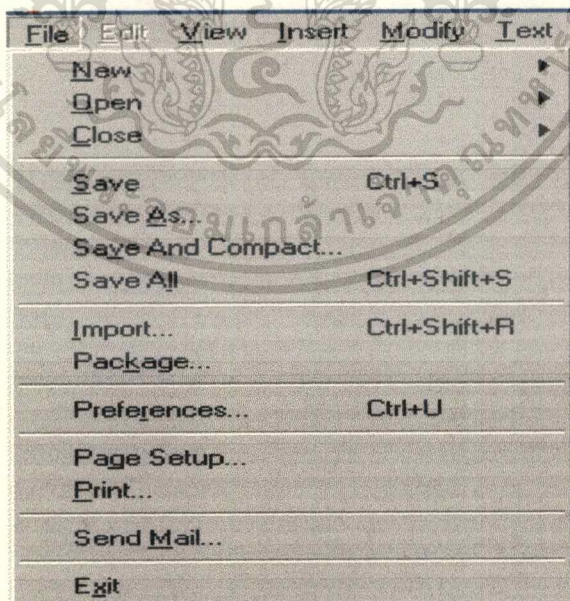 File Edit View Insert Modify Text
New
Open
Close
Save Ctrl+S
Save As...
Save And Compact...
Save All Ctrl+Shift+S
Import... Ctrl+Shift+R
Package...
Preferences... Ctrl+U
Page Setup...
Print...
Send Mail...
Exit